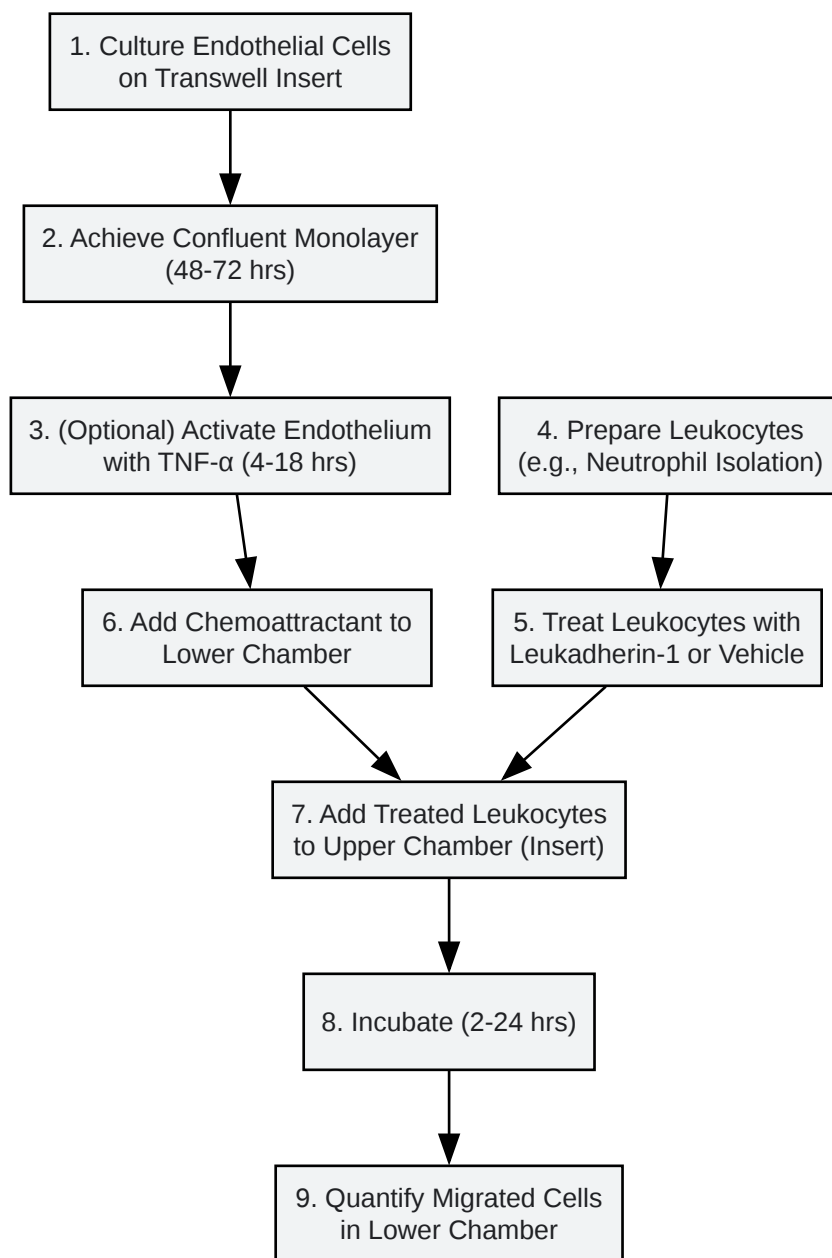 1. Culture Endothelial Cells
on Transwell Insert
2. Achieve Confluent Monolayer
(48-72 hrs)
3. (Optional) Activate Endothelium
with TNF-α (4-18 hrs)
4. Prepare Leukocytes
(e.g., Neutrophil Isolation)
6. Add Chemoattractant to
Lower Chamber
5. Treat Leukocytes with
Leukadherin-1 or Vehicle
7. Add Treated Leukocytes
to Upper Chamber (Insert)
8. Incubate (2-24 hrs)
9. Quantify Migrated Cells
in Lower Chamber